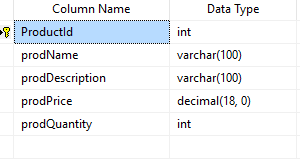 Column Name Data Type
ProductId int
prodName varchar(100)
prodDescription varchar(100)
prodPrice decimal(18, 0)
prodQuantity int